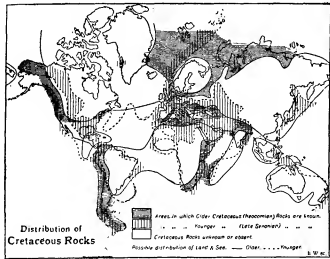 Areas in which Older Cretaceous (Neocomian) Rocks are known.
" " " Younger " (Late Senonian) " " "
Cretaceous Rocks unknown or absent.
Possible distribution of Land & Sea. — Older. .... Younger.
Distribution of
Cretaceous Rocks